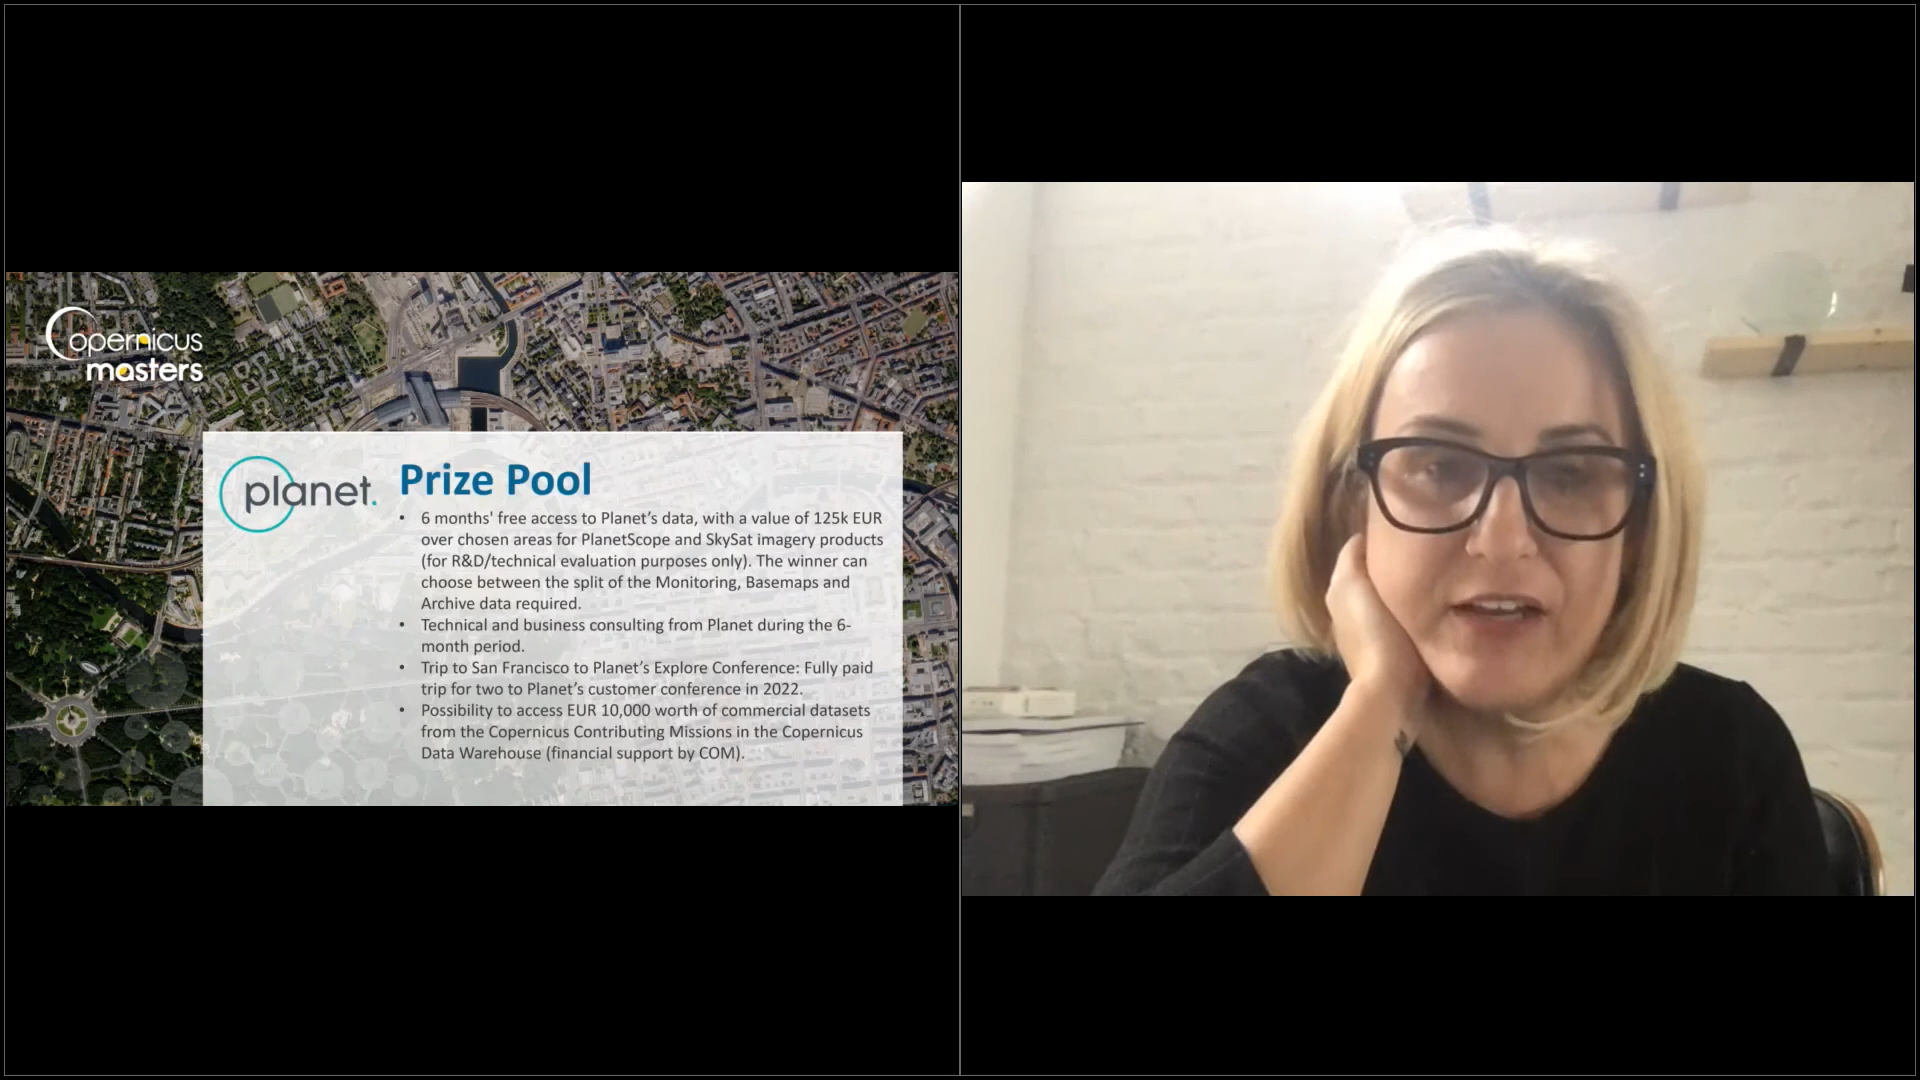 Copernicus
masters
planet.
Prize Pool
• 6 months' free access to Planet’s data, with a value of 125k EUR
over chosen areas for PlanetScope and SkySat imagery products
(for R&D/technical evaluation purposes only). The winner can
choose between the split of the Monitoring, Basemaps and
Archive data required.
• Technical and business consulting from Planet during the 6-
month period.
• Trip to San Francisco to Planet’s Explore Conference: Fully paid
trip for two to Planet’s customer conference in 2022.
• Possibility to access EUR 10,000 worth of commercial datasets
from the Copernicus Contributing Missions in the Copernicus
Data Warehouse (financial support by COM).